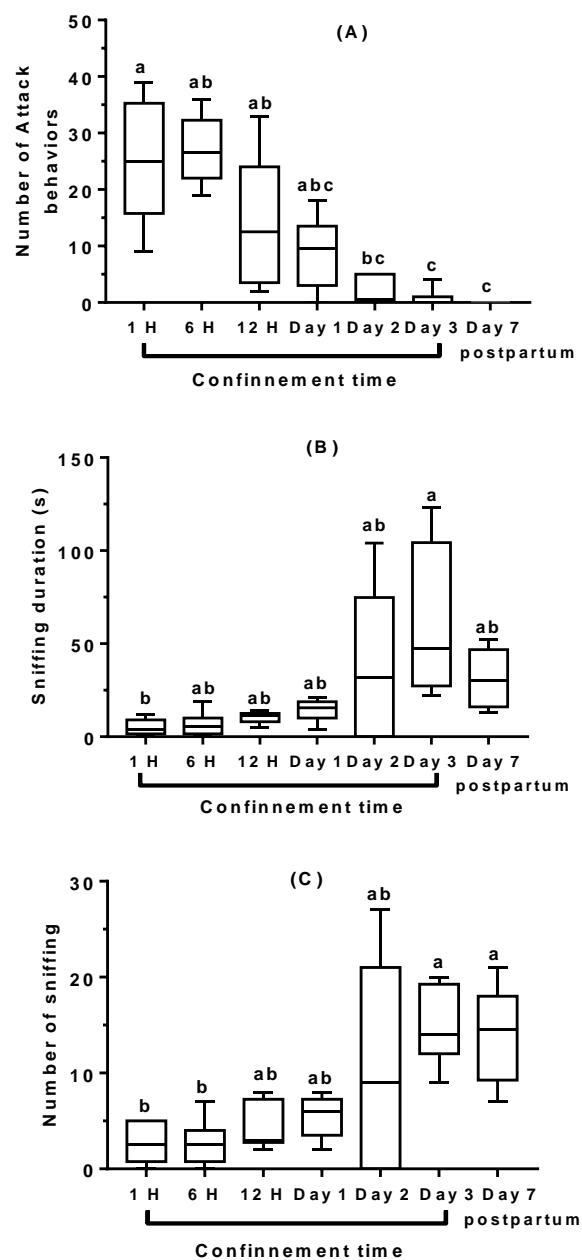 (A)
Number of Attack
behaviors
50
40
30
20
10
0
a
ab
ab
abc
bc
c
c
1 H 6 H 12 H Day 1 Day 2 Day 3 Day 7
postpartum
Confinnement time
(B)
Sniffing duration (s)
150
100
50
0
b
ab
ab
ab
ab
a
ab
1 H 6 H 12 H Day 1 Day 2 Day 3 Day 7
postpartum
Confinnement time
(C)
Number of sniffing
30
20
10
0
b
b
ab
ab
ab
a
a
1 H 6 H 12 H Day 1 Day 2 Day 3 Day 7
postpartum
Confinnement time